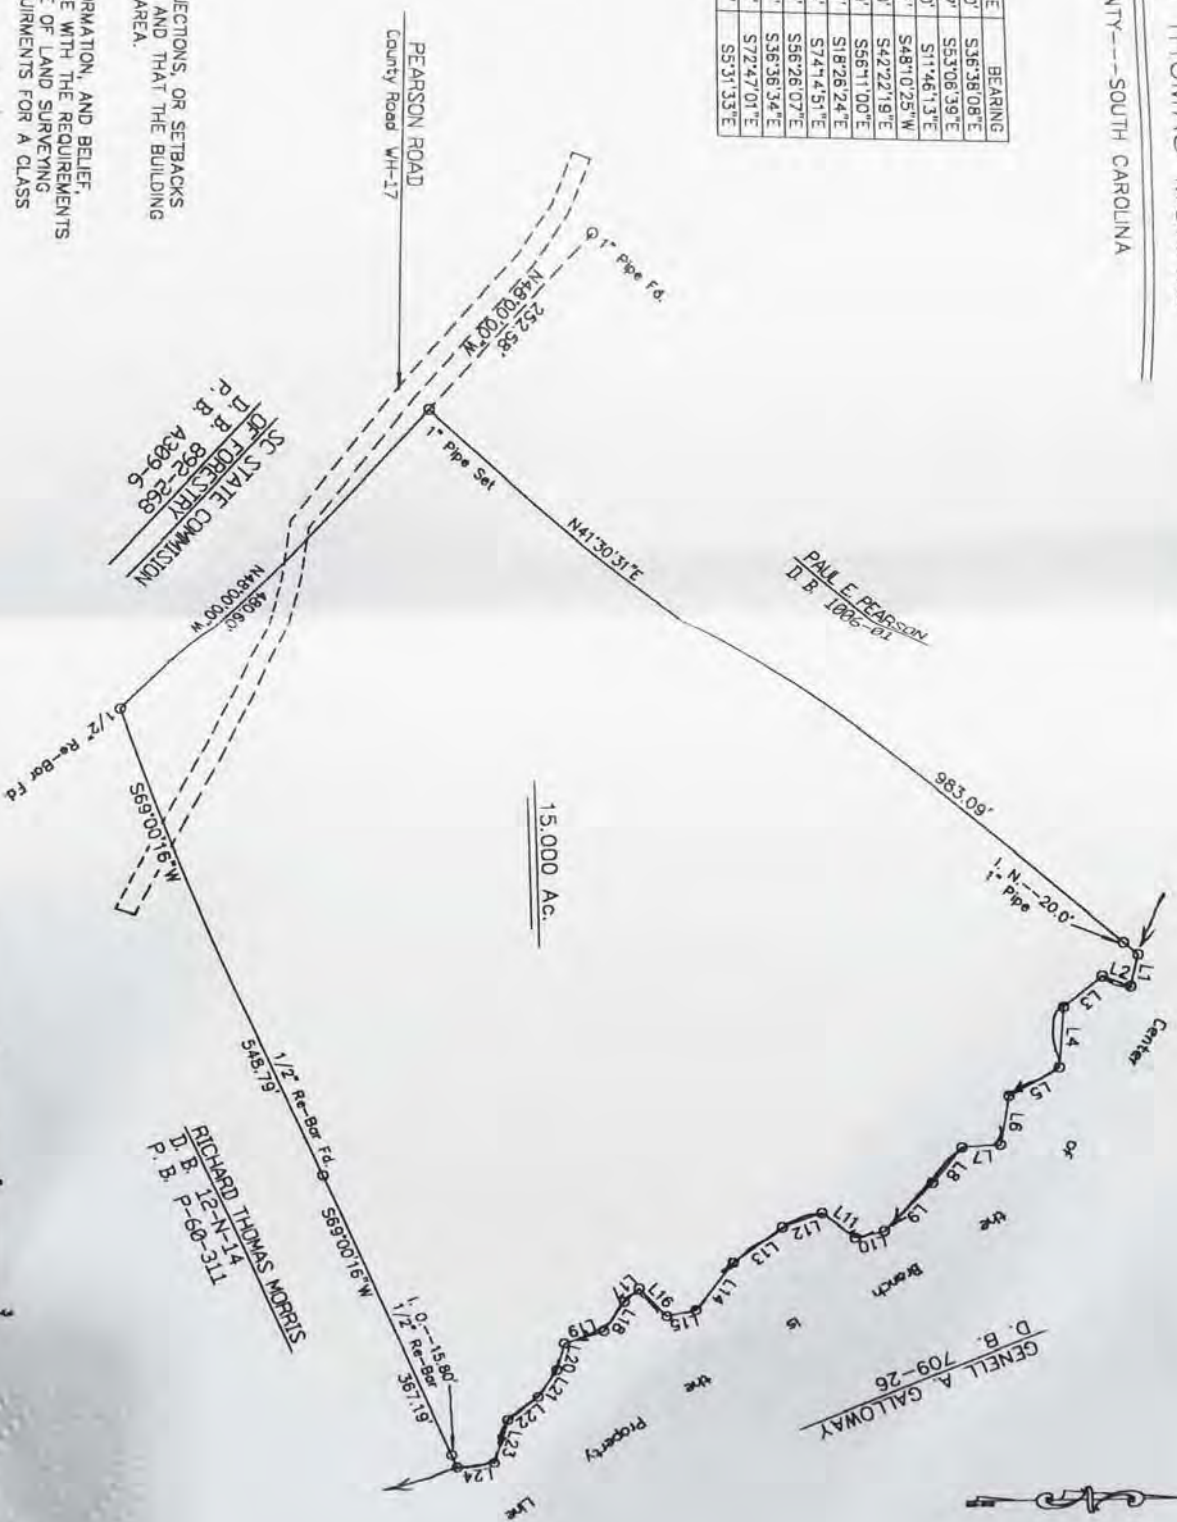 NTY---SOUTH CAROLINA
BEARING
S36°38'08"E
S53°06'39"E
S11°46'13"E
S48°10'25"W
S42°22'19"E
S56°11'00"E
S18°26'24"E
S74°14'51"E
S56°26'07"E
S36°36'34"E
S72°47'01"E
S5°31'33"E
PEARSON ROAD
County Road WH-17
1" Pipe Fd.
N48°00'00"W
252.58'
1" Pipe Set
N41°30'31"E
983.09'
PAUL E. PEARSON
D. B. 1006-01
I. N.---20.0'
1" Pipe
L1
L2
L3
L4
L5
L6
L7
L8
L9
L10
L11
L12
L13
L14
L15
L16
L17
L18
L19
L20
L21
L22
L23
L24
Center
of
the
Branch
is
the
Property
Line
GENELL A. GALLOWAY
D. B. 709-26
15.000 Ac.
SC STATE COMMISION
OF FORESTRY
D. B. 892-268
P. B. A309-6
N48°00'00"W
480.60'
1/2" Re-Bar Fd.
S69°00'16"W
548.79'
1/2" Re-Bar Fd.
S69°00'16"W
367.19'
I. O.---15.80'
1/2" Re-Bar
RICHARD THOMAS MORRIS
D. B. 12-N-14
P. B. P-60-311
JECTIONS, OR SETBACKS
AND THAT THE BUILDING
AREA.
RMATION, AND BELIEF,
E WITH THE REQUIREMENTS
E OF LAND SURVEYING
UIRMENTS FOR A CLASS